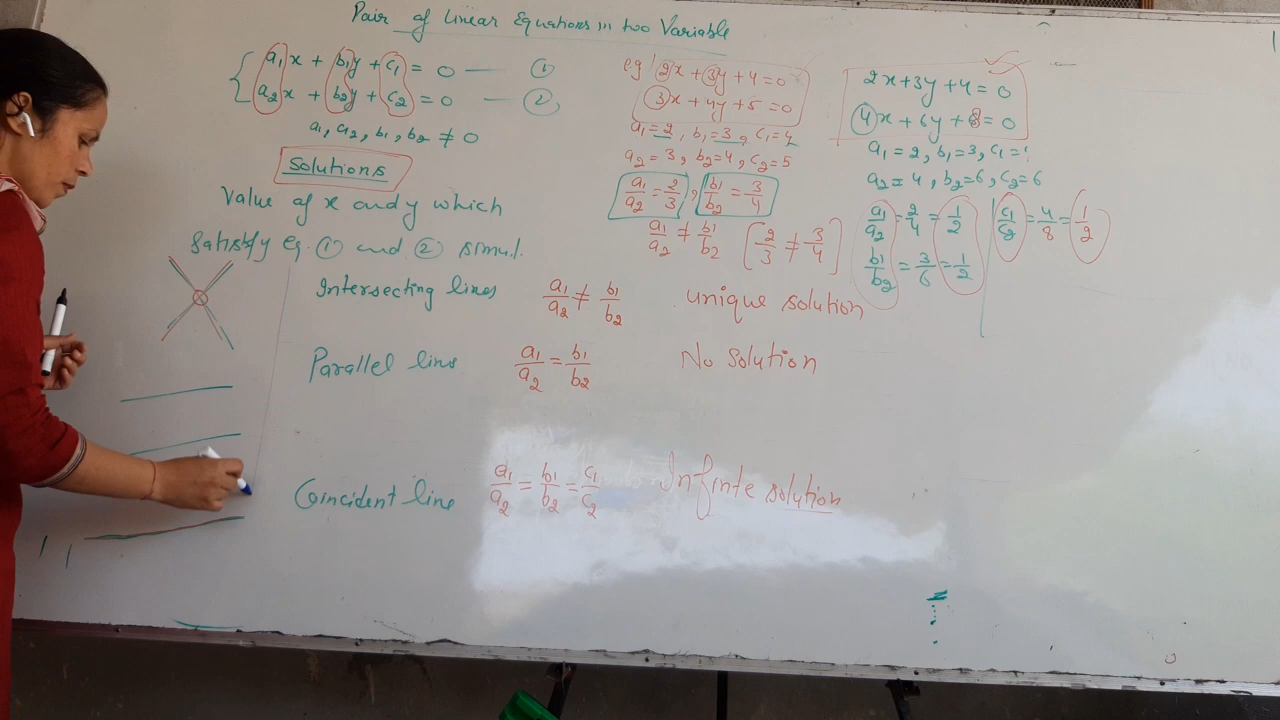 Pair of Linear Equations in two Variable
a₁x + b₁y + c₁ = 0 — ①
a₂x + b₂y + c₂ = 0 — ②
a₁, a₂, b₁, b₂ ≠ 0
Solutions
Value of x and y which
Satisfy eq. ① and ② simul.
e.g. 2x + 3y + 4 = 0
3x + 4y + 5 = 0
a₁ = 2, b₁ = 3, c₁ = 4
a₂ = 3, b₂ = 4, c₂ = 5
a₁/a₂ = 2/3, b₁/b₂ = 3/4
a₁/a₂ ≠ b₁/b₂ [2/3 ≠ 3/4]
2x + 3y + 4 = 0
4x + 6y + 8 = 0
a₁ = 2, b₁ = 3, c₁ =
a₂ = 4, b₂ = 6, c₂ = 6
a₁/a₂ = 2/4 = 1/2
b₁/b₂ = 3/6 = 1/2
c₁/c₂ = 4/8 = 1/2
Intersecting lines a₁/a₂ ≠ b₁/b₂ unique solution
Parallel line a₁/a₂ = b₁/b₂ No Solution
Coincident line a₁/a₂ = b₁/b₂ = c₁/c₂ Infinte solution